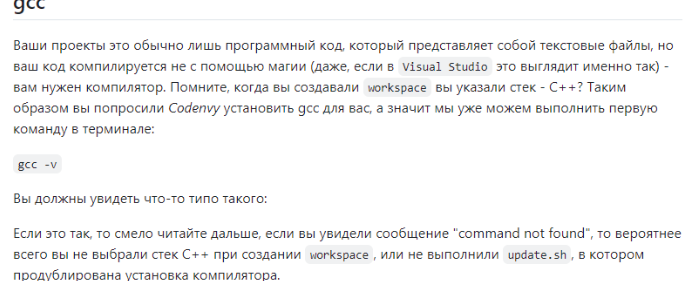 gcc
Ваши проекты это обычно лишь программный код, который представляет собой текстовые файлы, но
ваш код компилируется не с помощью магии (даже, если в Visual Studio это выглядит именно так) -
вам нужен компилятор. Помните, когда вы создавали workspace вы указали стек - C++? Таким
образом вы попросили Codenvy установить gcc для вас, а значит мы уже можем выполнить первую
команду в терминале:
gcc -v
Вы должны увидеть что-то типо такого:
Если это так, то смело читайте дальше, если вы увидели сообщение "command not found", то вероятнее
всего вы не выбрали стек C++ при создании workspace, или не выполнили update.sh, в котором
продублирована установка компилятора.